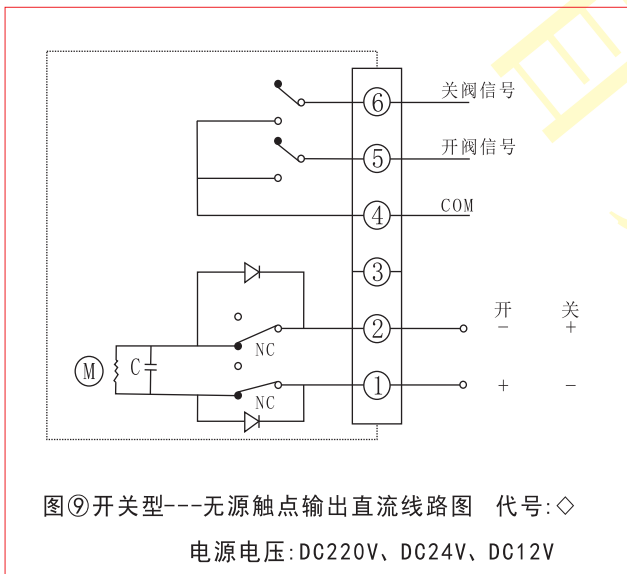 ⑥ 关阀信号
⑤ 开阀信号
④ COM
③
开 关
② − +
NC
M C
① + −
NC
图⑨开关型---无源触点输出直流线路图 代号:◇
电源电压:DC220V、DC24V、DC12V